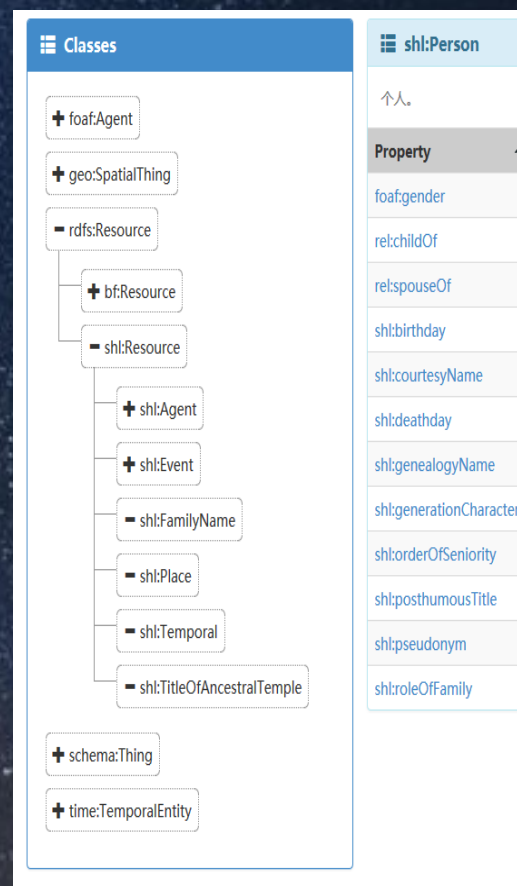 Classes
foaf:Agent
geo:SpatialThing
rdfs:Resource
bf:Resource
shl:Resource
shl:Agent
shl:Event
shl:FamilyName
shl:Place
shl:Temporal
shl:TitleOfAncestralTemple
schema:Thing
time:TemporalEntity
shl:Person
个人。
Property
foaf:gender
rel:childOf
rel:spouseOf
shl:birthday
shl:courtesyName
shl:deathday
shl:genealogyName
shl:generationCharacter
shl:orderOfSeniority
shl:posthumousTitle
shl:pseudonym
shl:roleOfFamily